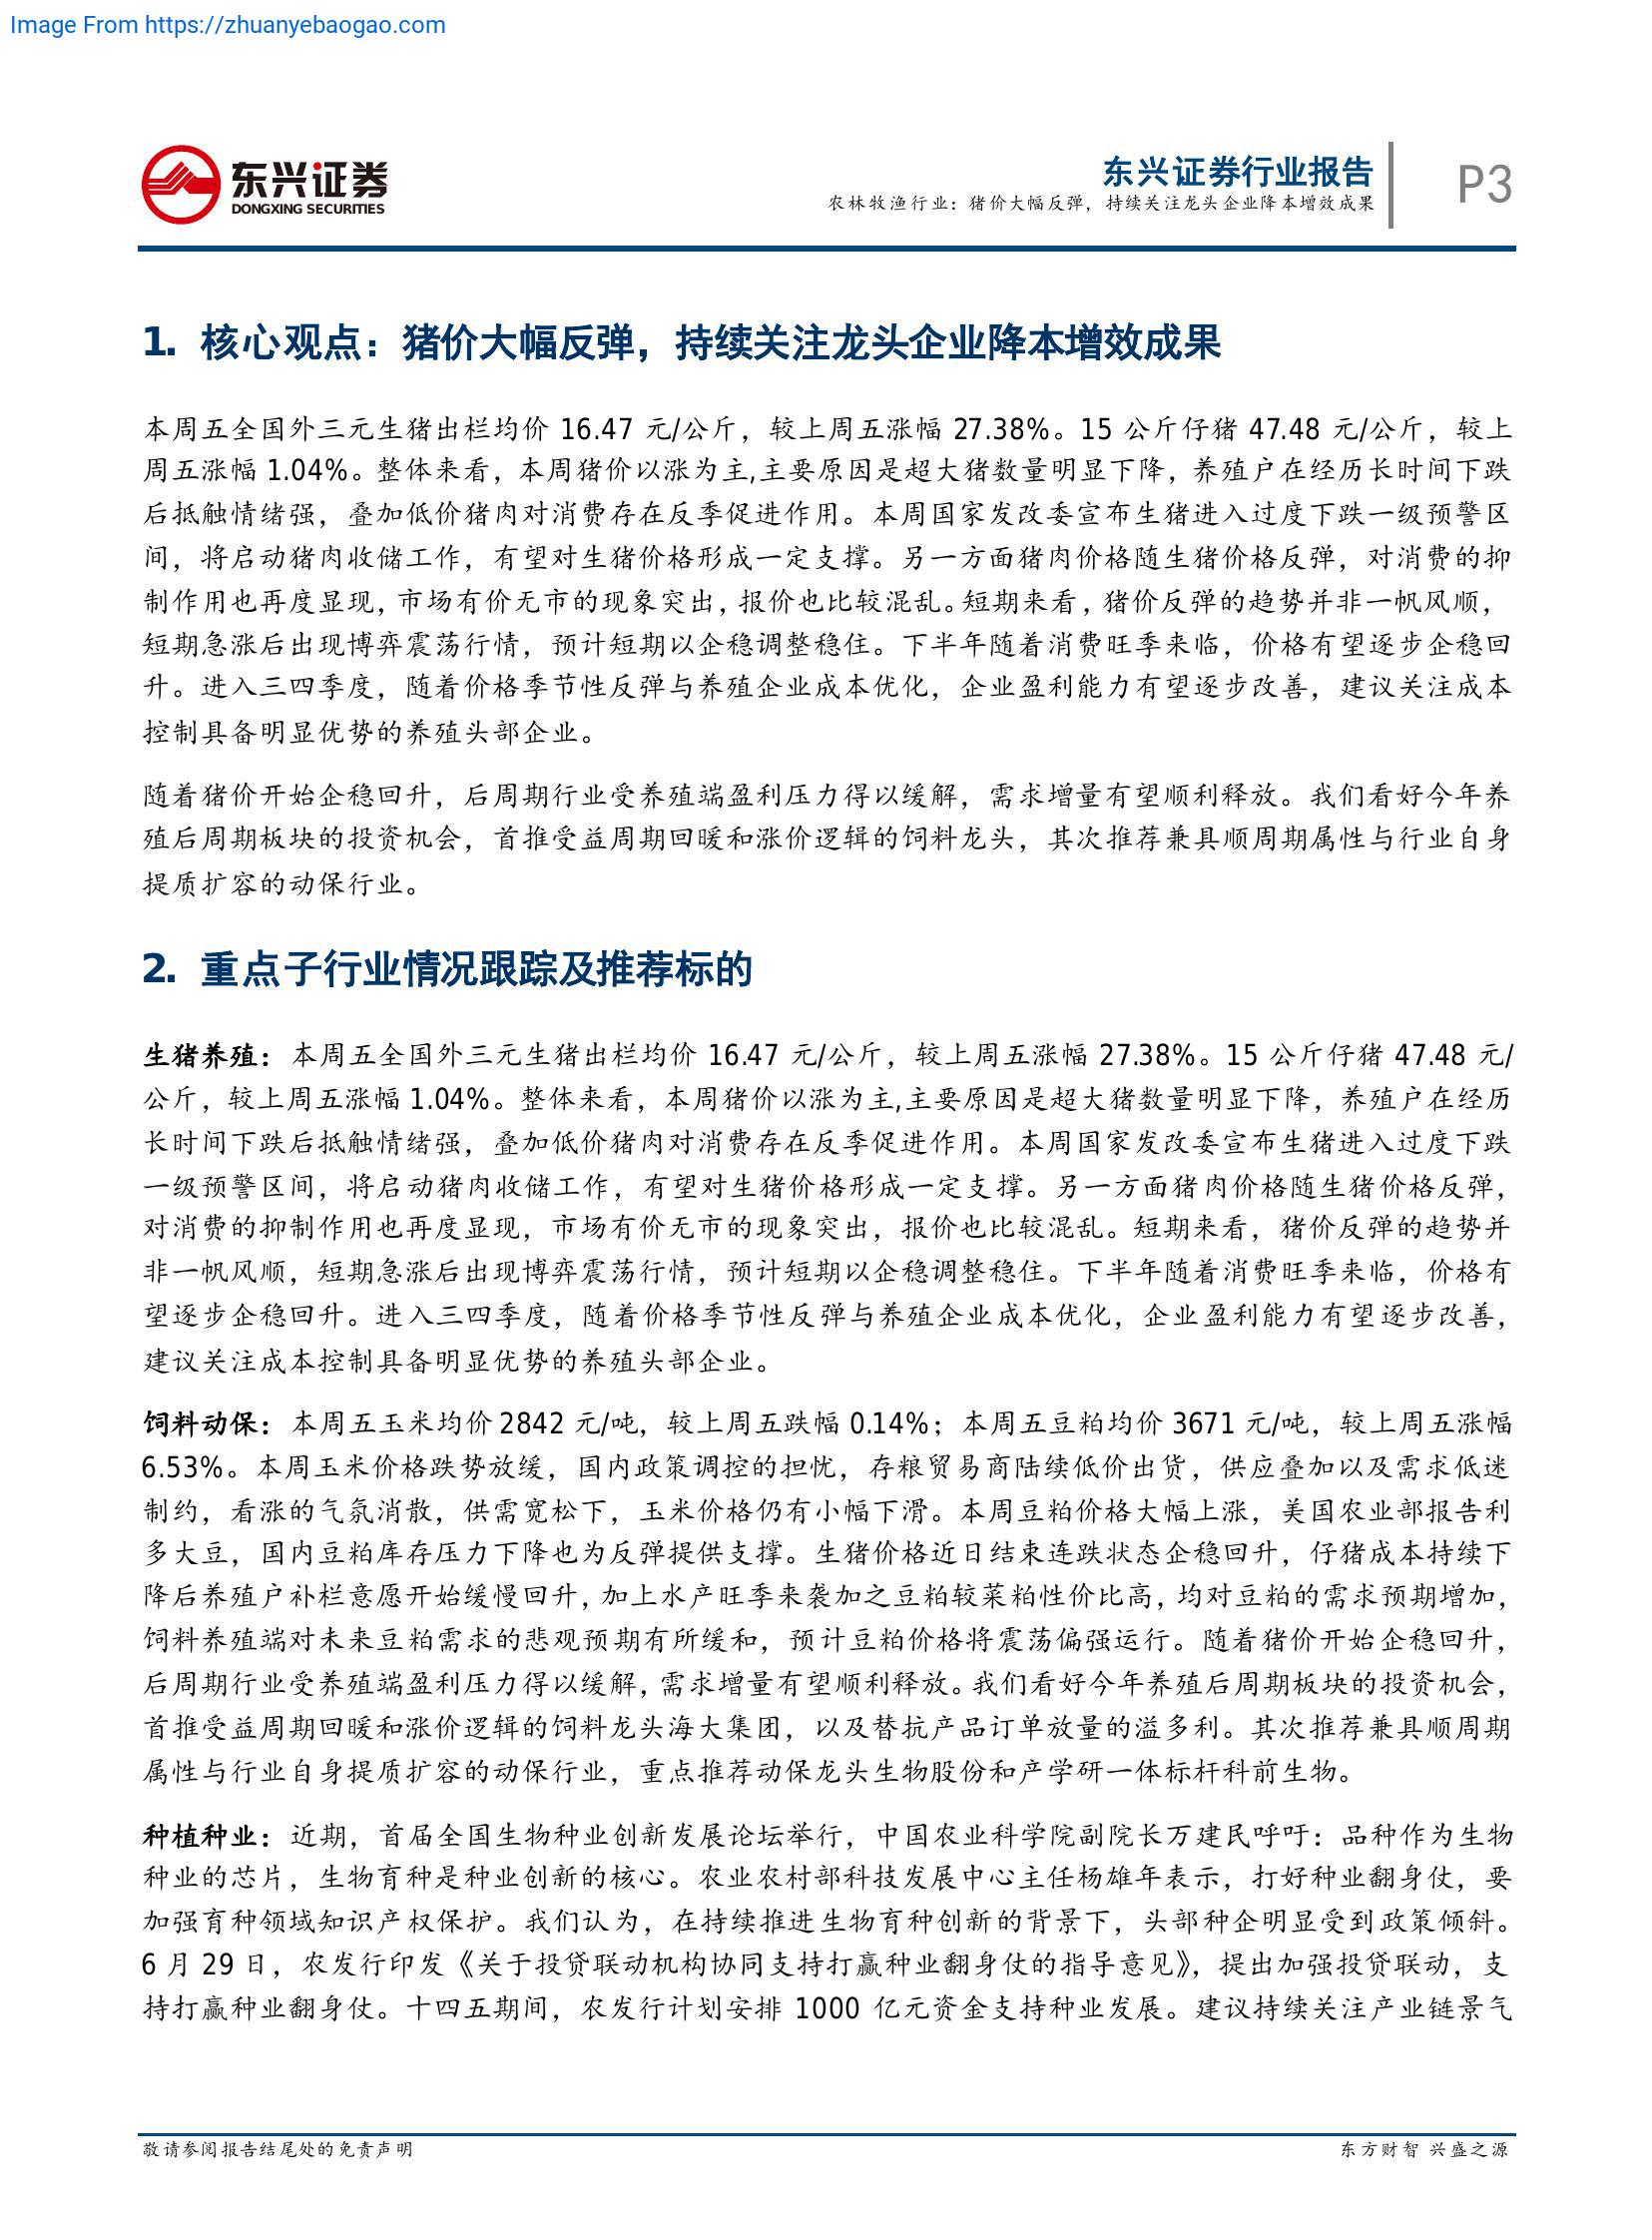 Image From https://zhuanyebaogao.com
东兴证券
DONGXING SECURITIES
东兴证券行业报告
农林牧渔行业：猪价大幅反弹，持续关注龙头企业降本增效成果
P3
1. 核心观点：猪价大幅反弹，持续关注龙头企业降本增效成果
本周五全国外三元生猪出栏均价 16.47 元/公斤，较上周五涨幅 27.38%。15 公斤仔猪 47.48 元/公斤，较上
周五涨幅 1.04%。整体来看，本周猪价以涨为主,主要原因是超大猪数量明显下降，养殖户在经历长时间下跌
后抵触情绪强，叠加低价猪肉对消费存在反季促进作用。本周国家发改委宣布生猪进入过度下跌一级预警区
间，将启动猪肉收储工作，有望对生猪价格形成一定支撑。另一方面猪肉价格随生猪价格反弹，对消费的抑
制作用也再度显现，市场有价无市的现象突出，报价也比较混乱。短期来看，猪价反弹的趋势并非一帆风顺，
短期急涨后出现博弈震荡行情，预计短期以企稳调整稳住。下半年随着消费旺季来临，价格有望逐步企稳回
升。进入三四季度，随着价格季节性反弹与养殖企业成本优化，企业盈利能力有望逐步改善，建议关注成本
控制具备明显优势的养殖头部企业。
随着猪价开始企稳回升，后周期行业受养殖端盈利压力得以缓解，需求增量有望顺利释放。我们看好今年养
殖后周期板块的投资机会，首推受益周期回暖和涨价逻辑的饲料龙头，其次推荐兼具顺周期属性与行业自身
提质扩容的动保行业。
2. 重点子行业情况跟踪及推荐标的
生猪养殖：本周五全国外三元生猪出栏均价 16.47 元/公斤，较上周五涨幅 27.38%。15 公斤仔猪 47.48 元/
公斤，较上周五涨幅 1.04%。整体来看，本周猪价以涨为主,主要原因是超大猪数量明显下降，养殖户在经历
长时间下跌后抵触情绪强，叠加低价猪肉对消费存在反季促进作用。本周国家发改委宣布生猪进入过度下跌
一级预警区间，将启动猪肉收储工作，有望对生猪价格形成一定支撑。另一方面猪肉价格随生猪价格反弹，
对消费的抑制作用也再度显现，市场有价无市的现象突出，报价也比较混乱。短期来看，猪价反弹的趋势并
非一帆风顺，短期急涨后出现博弈震荡行情，预计短期以企稳调整稳住。下半年随着消费旺季来临，价格有
望逐步企稳回升。进入三四季度，随着价格季节性反弹与养殖企业成本优化，企业盈利能力有望逐步改善，
建议关注成本控制具备明显优势的养殖头部企业。
饲料动保：本周五玉米均价 2842 元/吨，较上周五跌幅 0.14%；本周五豆粕均价 3671 元/吨，较上周五涨幅
6.53%。本周玉米价格跌势放缓，国内政策调控的担忧，存粮贸易商陆续低价出货，供应叠加以及需求低迷
制约，看涨的气氛消散，供需宽松下，玉米价格仍有小幅下滑。本周豆粕价格大幅上涨，美国农业部报告利
多大豆，国内豆粕库存压力下降也为反弹提供支撑。生猪价格近日结束连跌状态企稳回升，仔猪成本持续下
降后养殖户补栏意愿开始缓慢回升，加上水产旺季来袭加之豆粕较菜粕性价比高，均对豆粕的需求预期增加，
饲料养殖端对未来豆粕需求的悲观预期有所缓和，预计豆粕价格将震荡偏强运行。随着猪价开始企稳回升，
后周期行业受养殖端盈利压力得以缓解，需求增量有望顺利释放。我们看好今年养殖后周期板块的投资机会，
首推受益周期回暖和涨价逻辑的饲料龙头海大集团，以及替抗产品订单放量的溢多利。其次推荐兼具顺周期
属性与行业自身提质扩容的动保行业，重点推荐动保龙头生物股份和产学研一体标杆科前生物。
种植种业：近期，首届全国生物种业创新发展论坛举行，中国农业科学院副院长万建民呼吁：品种作为生物
种业的芯片，生物育种是种业创新的核心。农业农村部科技发展中心主任杨雄年表示，打好种业翻身仗，要
加强育种领域知识产权保护。我们认为，在持续推进生物育种创新的背景下，头部种企明显受到政策倾斜。
6 月 29 日，农发行印发《关于投贷联动机构协同支持打赢种业翻身仗的指导意见》，提出加强投贷联动，支
持打赢种业翻身仗。十四五期间，农发行计划安排 1000 亿元资金支持种业发展。建议持续关注产业链景气
敬请参阅报告结尾处的免责声明
东方财智 兴盛之源